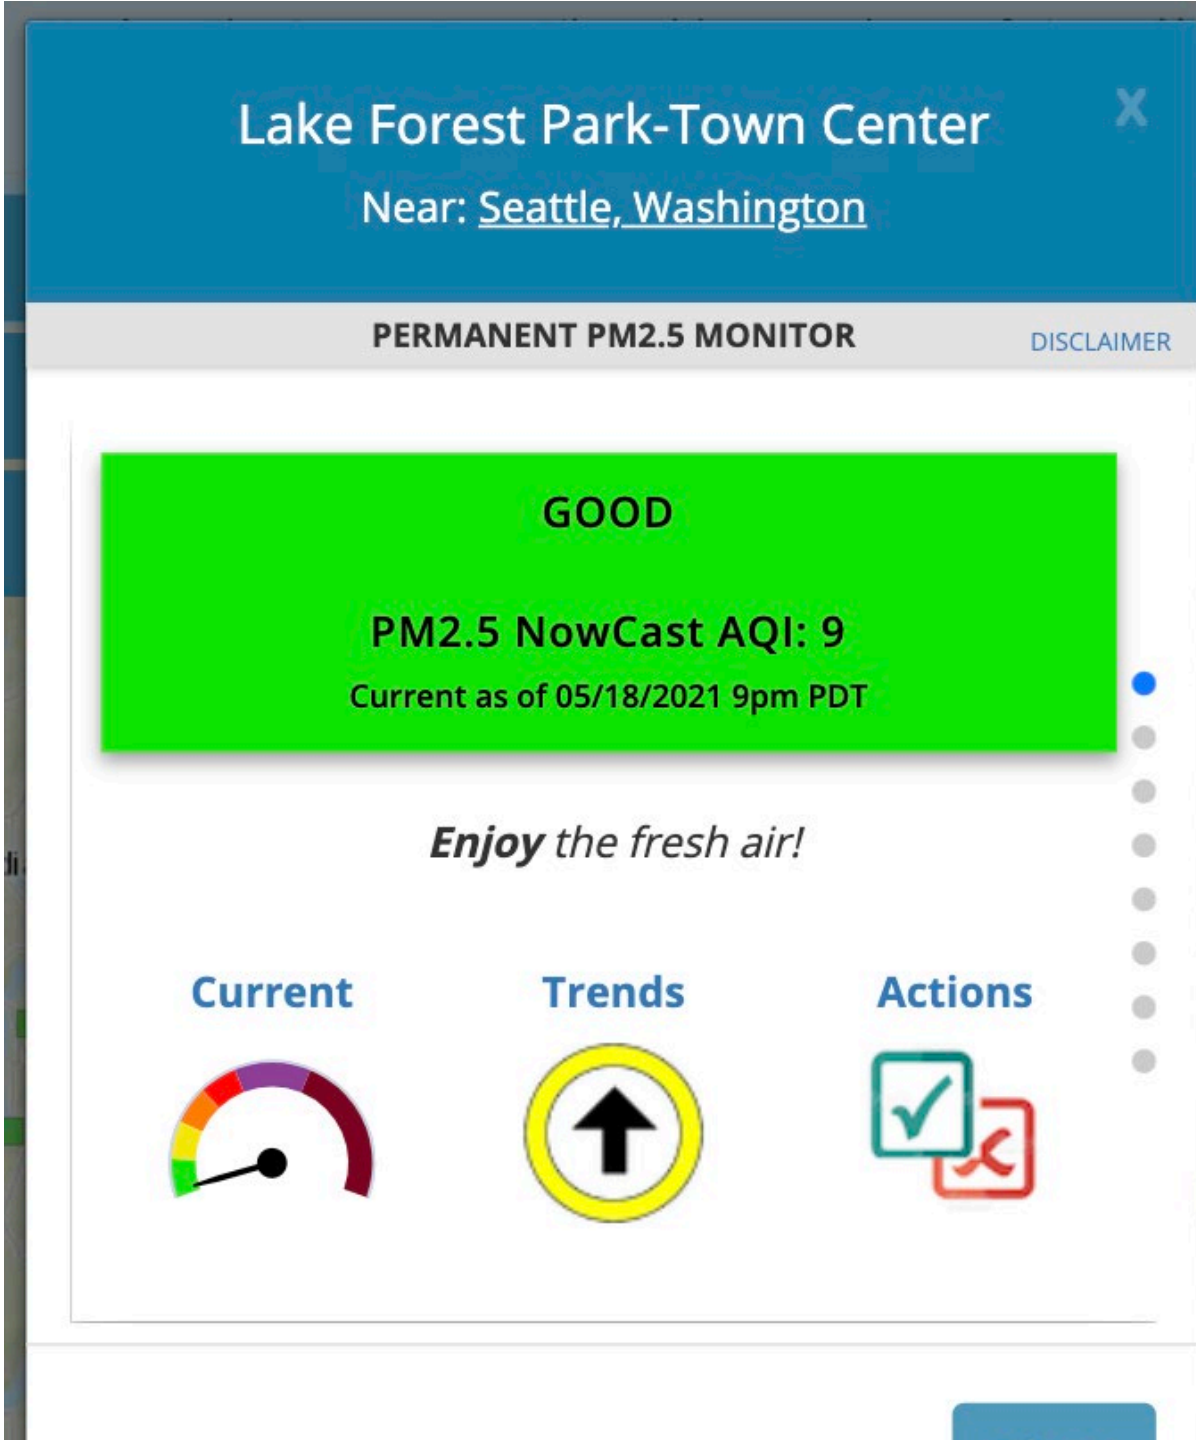 Lake Forest Park-Town Center
X
Near: Seattle, Washington
PERMANENT PM2.5 MONITOR
DISCLAIMER
GOOD
PM2.5 NowCast AQI: 9
Current as of 05/18/2021 9pm PDT
Enjoy the fresh air!
Current
Trends
Actions